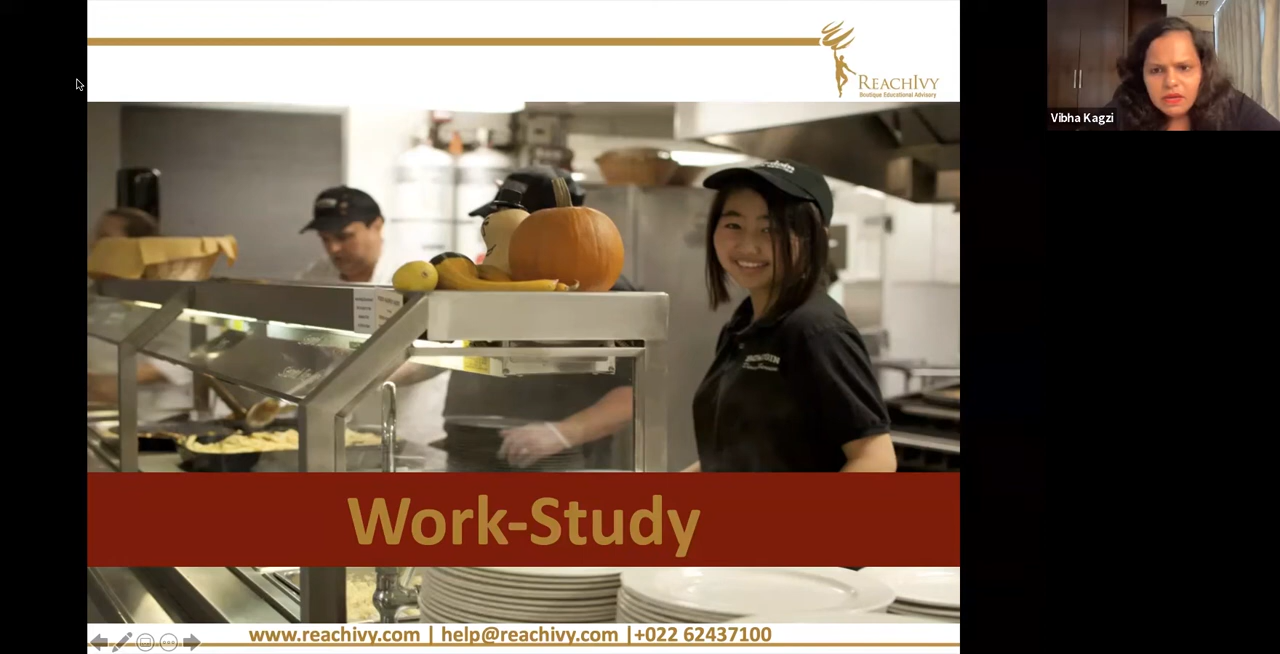 REACHIVY
Boutique Educational Advisory
Vibha Kagzi
Work-Study
www.reachivy.com | help@reachivy.com |+022 62437100